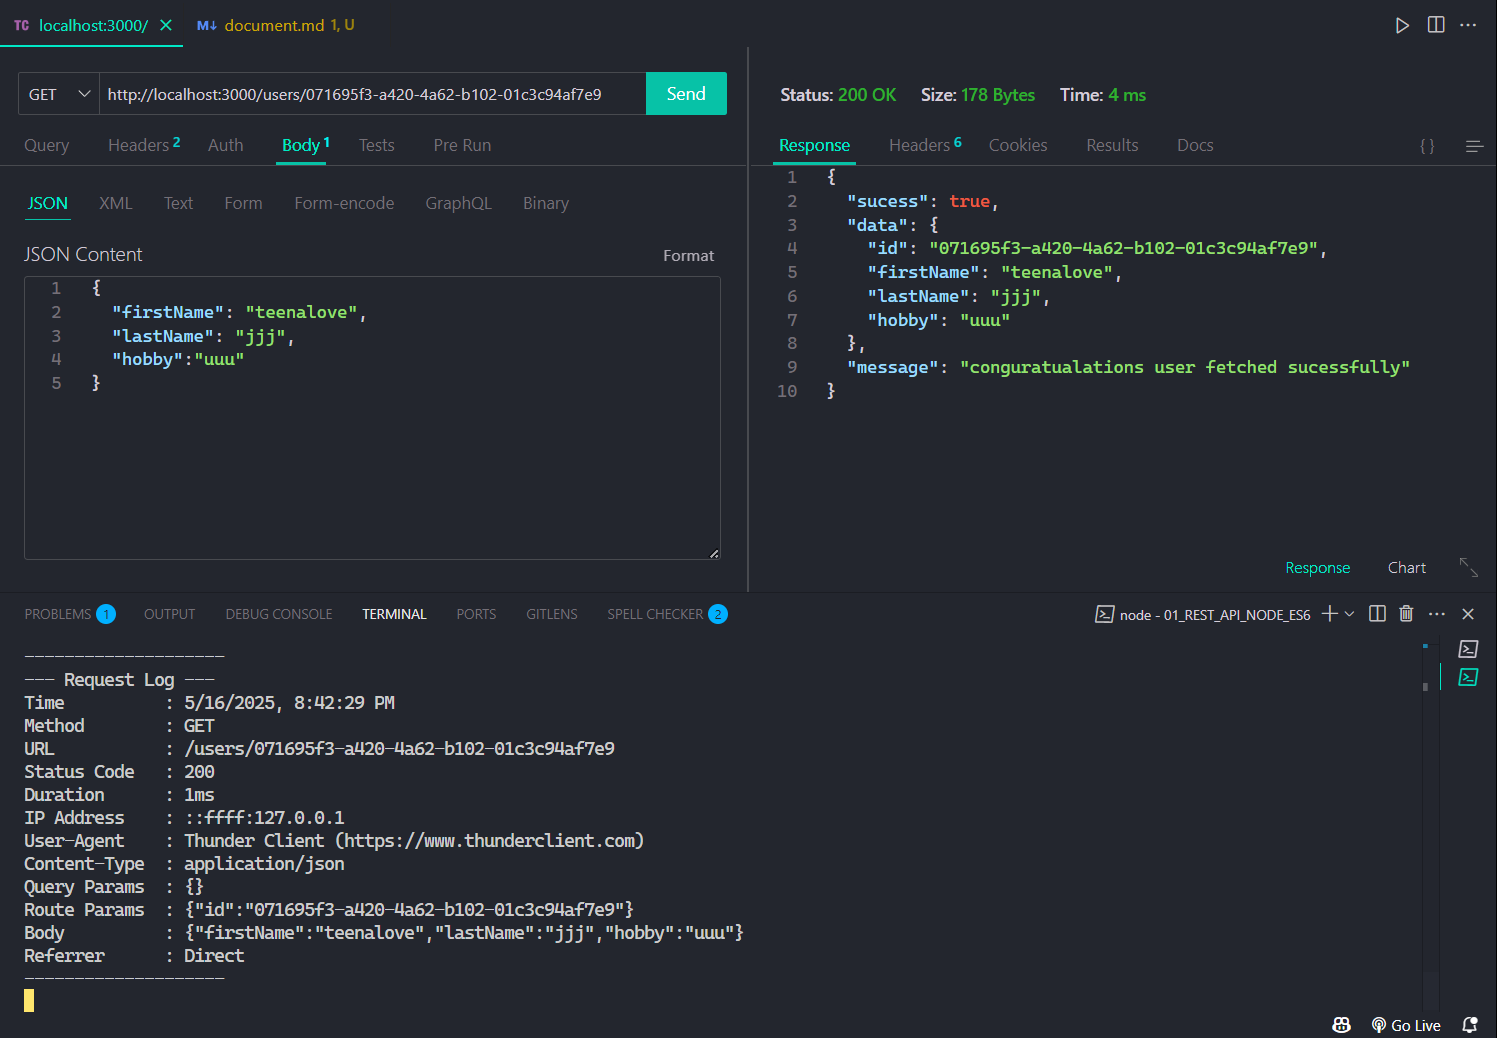 TC localhost:3000/ M↓ document.md 1, U
GET http://localhost:3000/users/071695f3-a420-4a62-b102-01c3c94af7e9 Send
Query Headers 2 Auth Body 1 Tests Pre Run
JSON XML Text Form Form-encode GraphQL Binary
JSON Content Format
1 {
2 "firstName": "teenalove",
3 "lastName": "jjj",
4 "hobby":"uuu"
5 }
Status: 200 OK Size: 178 Bytes Time: 4 ms
Response Headers 6 Cookies Results Docs { }
1 {
2 "sucess": true,
3 "data": {
4 "id": "071695f3-a420-4a62-b102-01c3c94af7e9",
5 "firstName": "teenalove",
6 "lastName": "jjj",
7 "hobby": "uuu"
8 },
9 "message": "conguratualations user fetched sucessfully"
10 }
Response Chart
PROBLEMS 1 OUTPUT DEBUG CONSOLE TERMINAL PORTS GITLENS SPELL CHECKER 2 node - 01_REST_API_NODE_ES6
--------------------
--- Request Log ---
Time : 5/16/2025, 8:42:29 PM
Method : GET
URL : /users/071695f3-a420-4a62-b102-01c3c94af7e9
Status Code : 200
Duration : 1ms
IP Address : ::ffff:127.0.0.1
User-Agent : Thunder Client (https://www.thunderclient.com)
Content-Type : application/json
Query Params : {}
Route Params : {"id":"071695f3-a420-4a62-b102-01c3c94af7e9"}
Body : {"firstName":"teenalove","lastName":"jjj","hobby":"uuu"}
Referrer : Direct
--------------------
Go Live